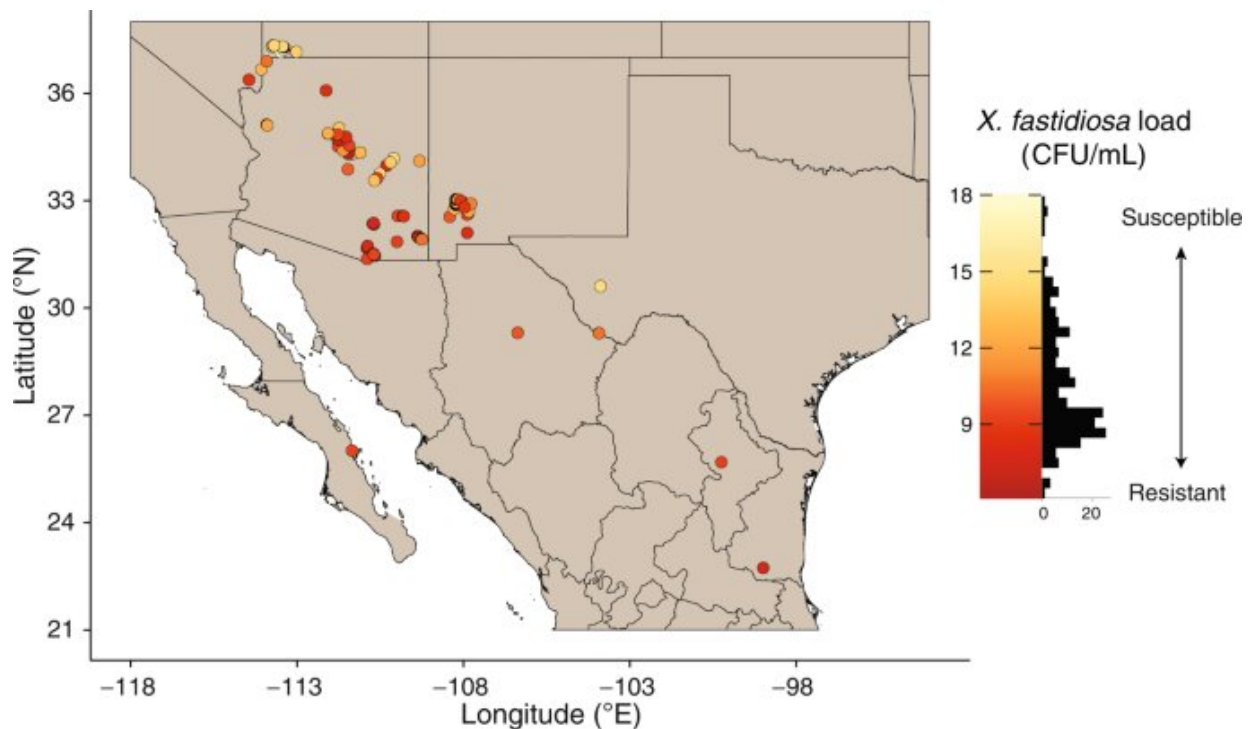 36
33
30
27
24
21
Latitude (°N)
−118
−113
−108
−103
−98
Longitude (°E)
X. fastidiosa load
(CFU/mL)
18
15
12
9
0
20
Susceptible
Resistant